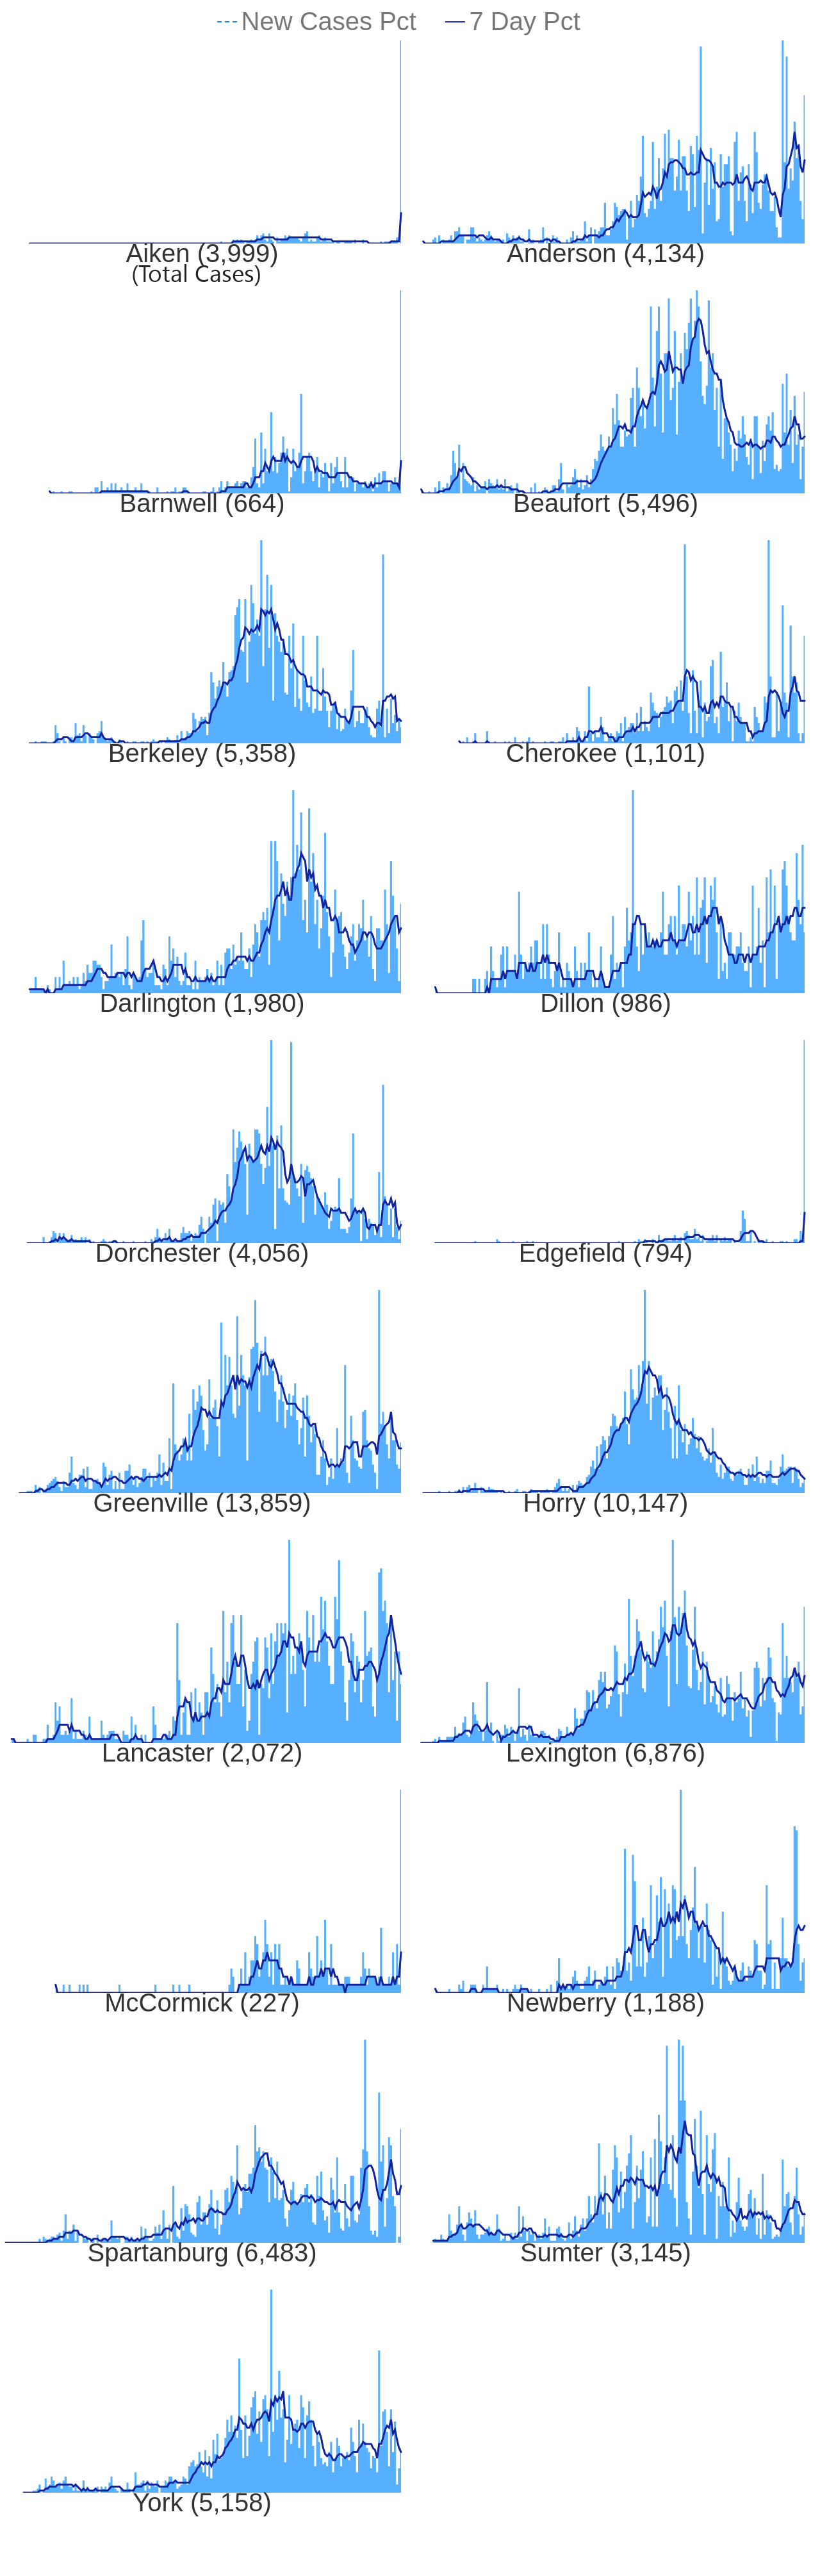 New Cases Pct 7 Day Pct
Aiken (3,999) Anderson (4,134)
(Total Cases)
Barnwell (664) Beaufort (5,496)
Berkeley (5,358) Cherokee (1,101)
Darlington (1,980) Dillon (986)
Dorchester (4,056) Edgefield (794)
Greenville (13,859) Horry (10,147)
Lancaster (2,072) Lexington (6,876)
McCormick (227) Newberry (1,188)
Spartanburg (6,483) Sumter (3,145)
York (5,158)